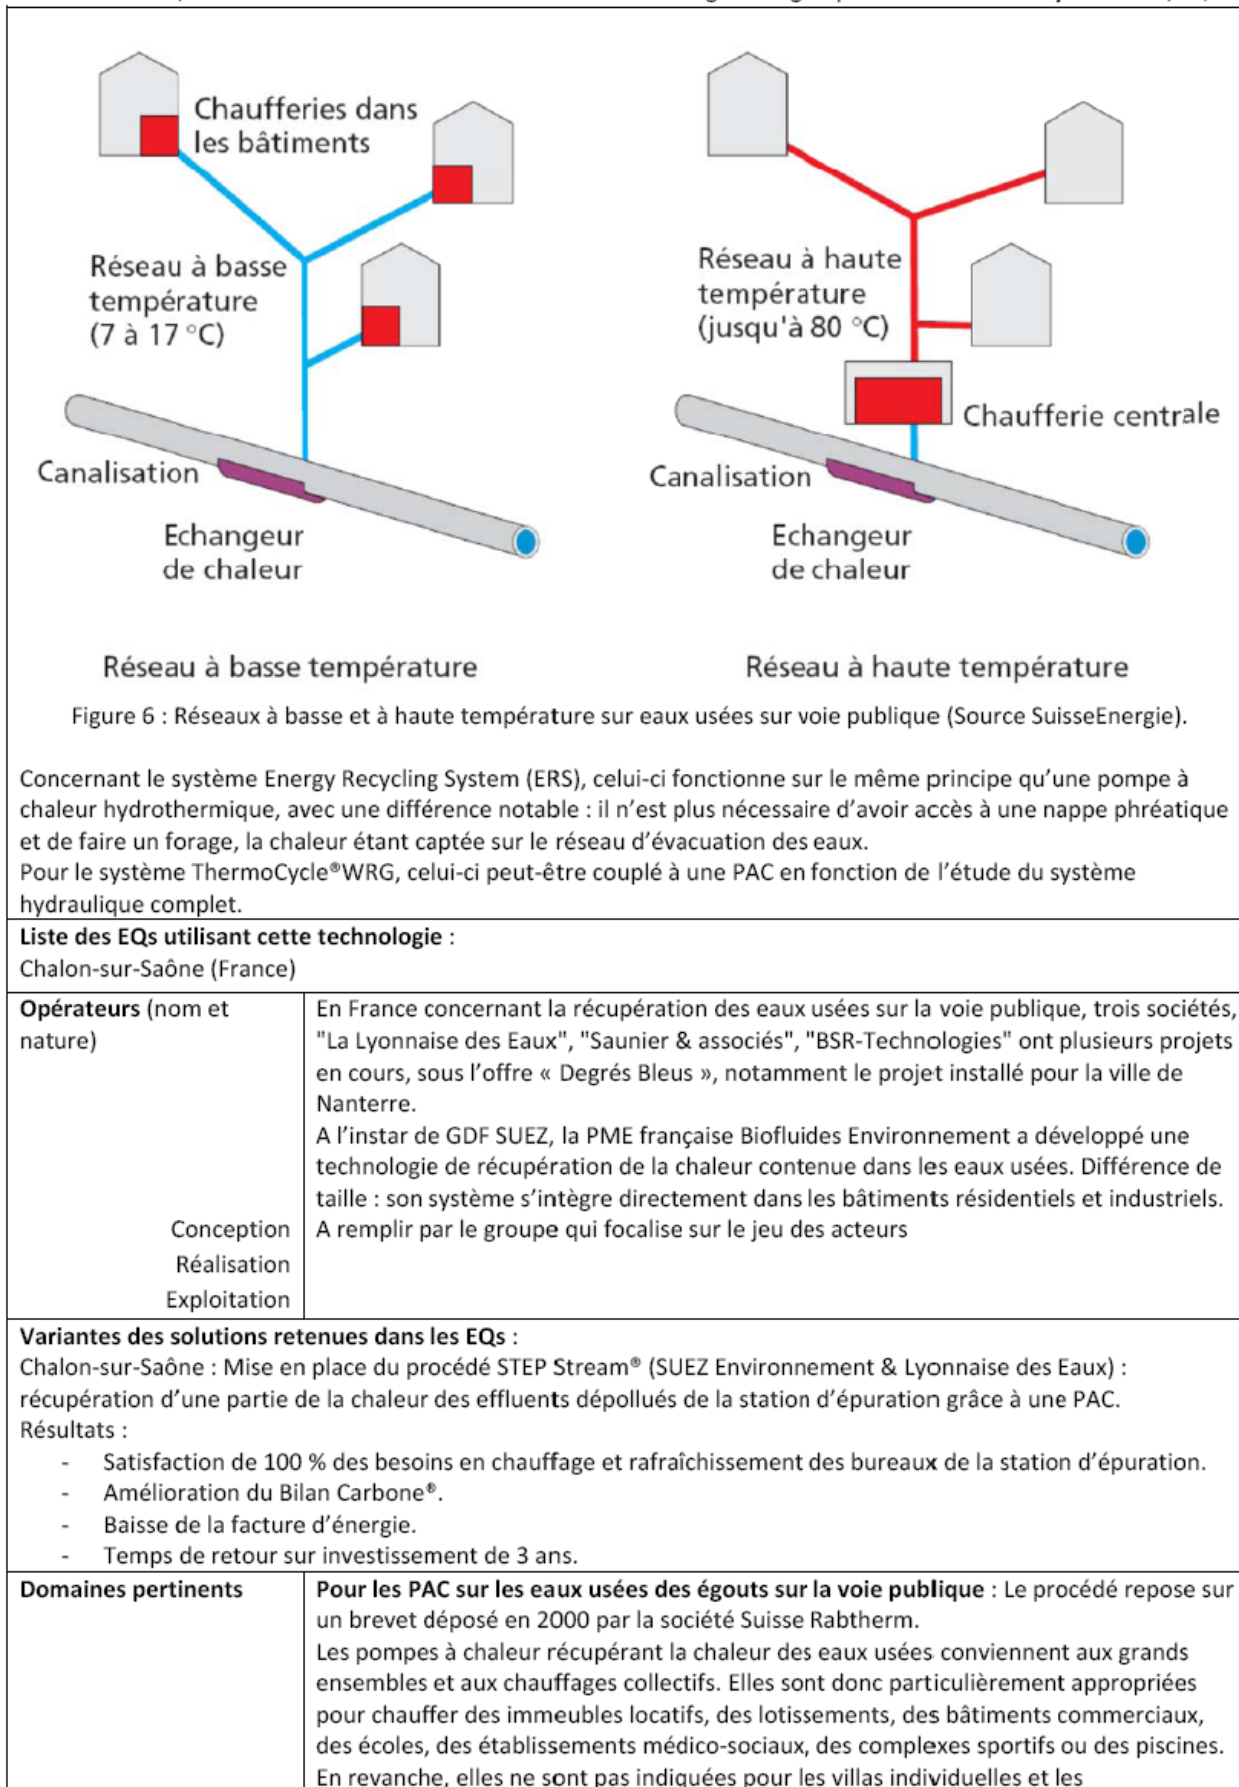 Chaufferies dans
les bâtiments
Réseau à basse
température
(7 à 17 °C)
Canalisation
Echangeur
de chaleur
Réseau à basse température
Réseau à haute
température
(jusqu'à 80 °C)
Chaufferie centrale
Canalisation
Echangeur
de chaleur
Réseau à haute température
Figure 6 : Réseaux à basse et à haute température sur eaux usées sur voie publique (Source SuisseEnergie).
Concernant le système Energy Recycling System (ERS), celui-ci fonctionne sur le même principe qu’une pompe à
chaleur hydrothermique, avec une différence notable : il n’est plus nécessaire d’avoir accès à une nappe phréatique
et de faire un forage, la chaleur étant captée sur le réseau d’évacuation des eaux.
Pour le système ThermoCycle®WRG, celui-ci peut-être couplé à une PAC en fonction de l’étude du système
hydraulique complet.
Liste des EQs utilisant cette technologie :
Chalon-sur-Saône (France)
Opérateurs (nom et
nature)
En France concernant la récupération des eaux usées sur la voie publique, trois sociétés,
"La Lyonnaise des Eaux", "Saunier & associés", "BSR-Technologies" ont plusieurs projets
en cours, sous l’offre « Degrés Bleus », notamment le projet installé pour la ville de
Nanterre.
A l’instar de GDF SUEZ, la PME française Biofluides Environnement a développé une
technologie de récupération de la chaleur contenue dans les eaux usées. Différence de
taille : son système s’intègre directement dans les bâtiments résidentiels et industriels.
Conception
A remplir par le groupe qui focalise sur le jeu des acteurs
Réalisation
Exploitation
Variantes des solutions retenues dans les EQs :
Chalon-sur-Saône : Mise en place du procédé STEP Stream® (SUEZ Environnement & Lyonnaise des Eaux) :
récupération d’une partie de la chaleur des effluents dépollués de la station d’épuration grâce à une PAC.
Résultats :
- Satisfaction de 100 % des besoins en chauffage et rafraîchissement des bureaux de la station d’épuration.
- Amélioration du Bilan Carbone®.
- Baisse de la facture d’énergie.
- Temps de retour sur investissement de 3 ans.
Domaines pertinents
Pour les PAC sur les eaux usées des égouts sur la voie publique : Le procédé repose sur
un brevet déposé en 2000 par la société Suisse Rabtherm.
Les pompes à chaleur récupérant la chaleur des eaux usées conviennent aux grands
ensembles et aux chauffages collectifs. Elles sont donc particulièrement appropriées
pour chauffer des immeubles locatifs, des lotissements, des bâtiments commerciaux,
des écoles, des établissements médico-sociaux, des complexes sportifs ou des piscines.
En revanche, elles ne sont pas indiquées pour les villas individuelles et les